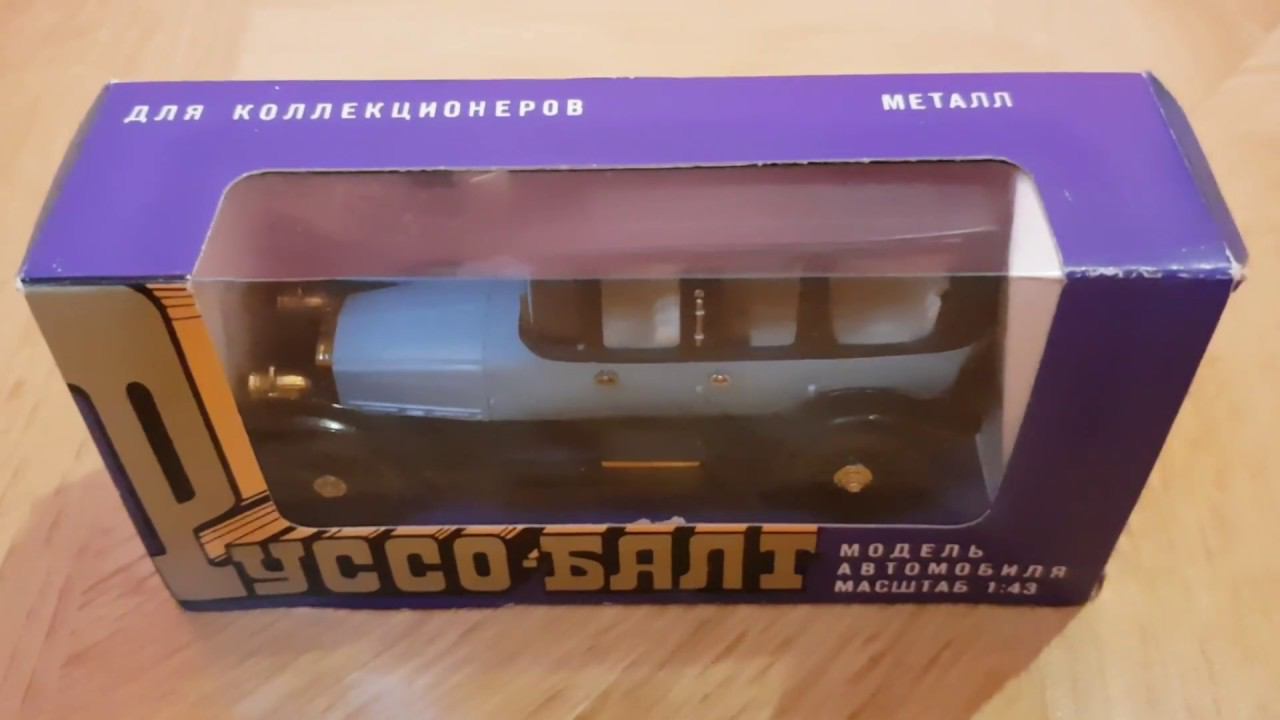 ДЛЯ КОЛЛЕКЦИОНЕРОВ
МЕТАЛЛ
РУССО-БАЛТ
МОДЕЛЬ
АВТОМОБИЛЯ
МАСШТАБ 1:43